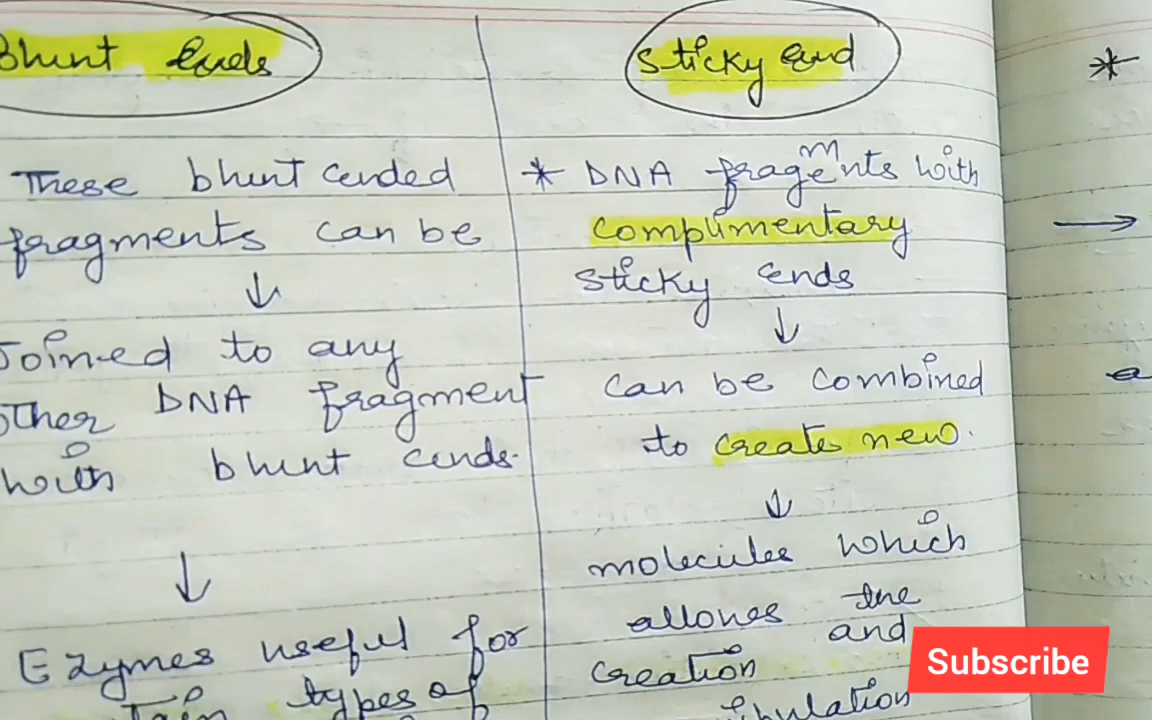 Blunt Ends
These blunt ended
fragments can be
↓
Joined to any
other DNA fragment
with blunt ends.
↓
Ezymes useful for
types of
Sticky End
* DNA fragments with
complimentary
sticky ends
↓
can be combined
to create new.
↓
molecules which
allows the
creation and
*
→
Subscribe